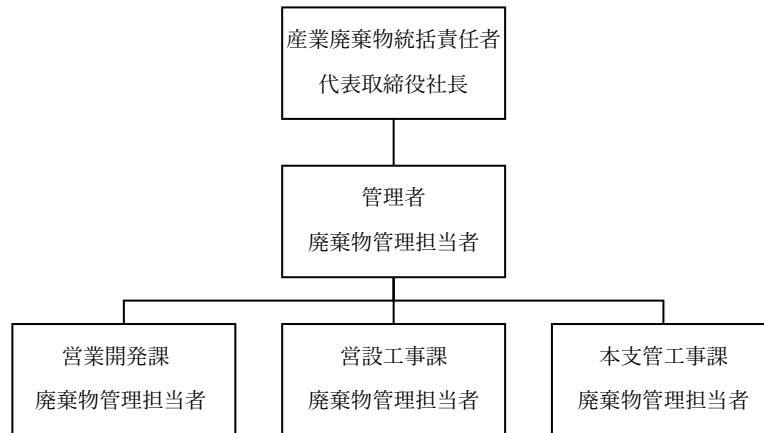 産業廃棄物統括責任者
代表取締役社長
管理者
廃棄物管理担当者
営業開発課
廃棄物管理担当者
営設工事課
廃棄物管理担当者
本支管工事課
廃棄物管理担当者